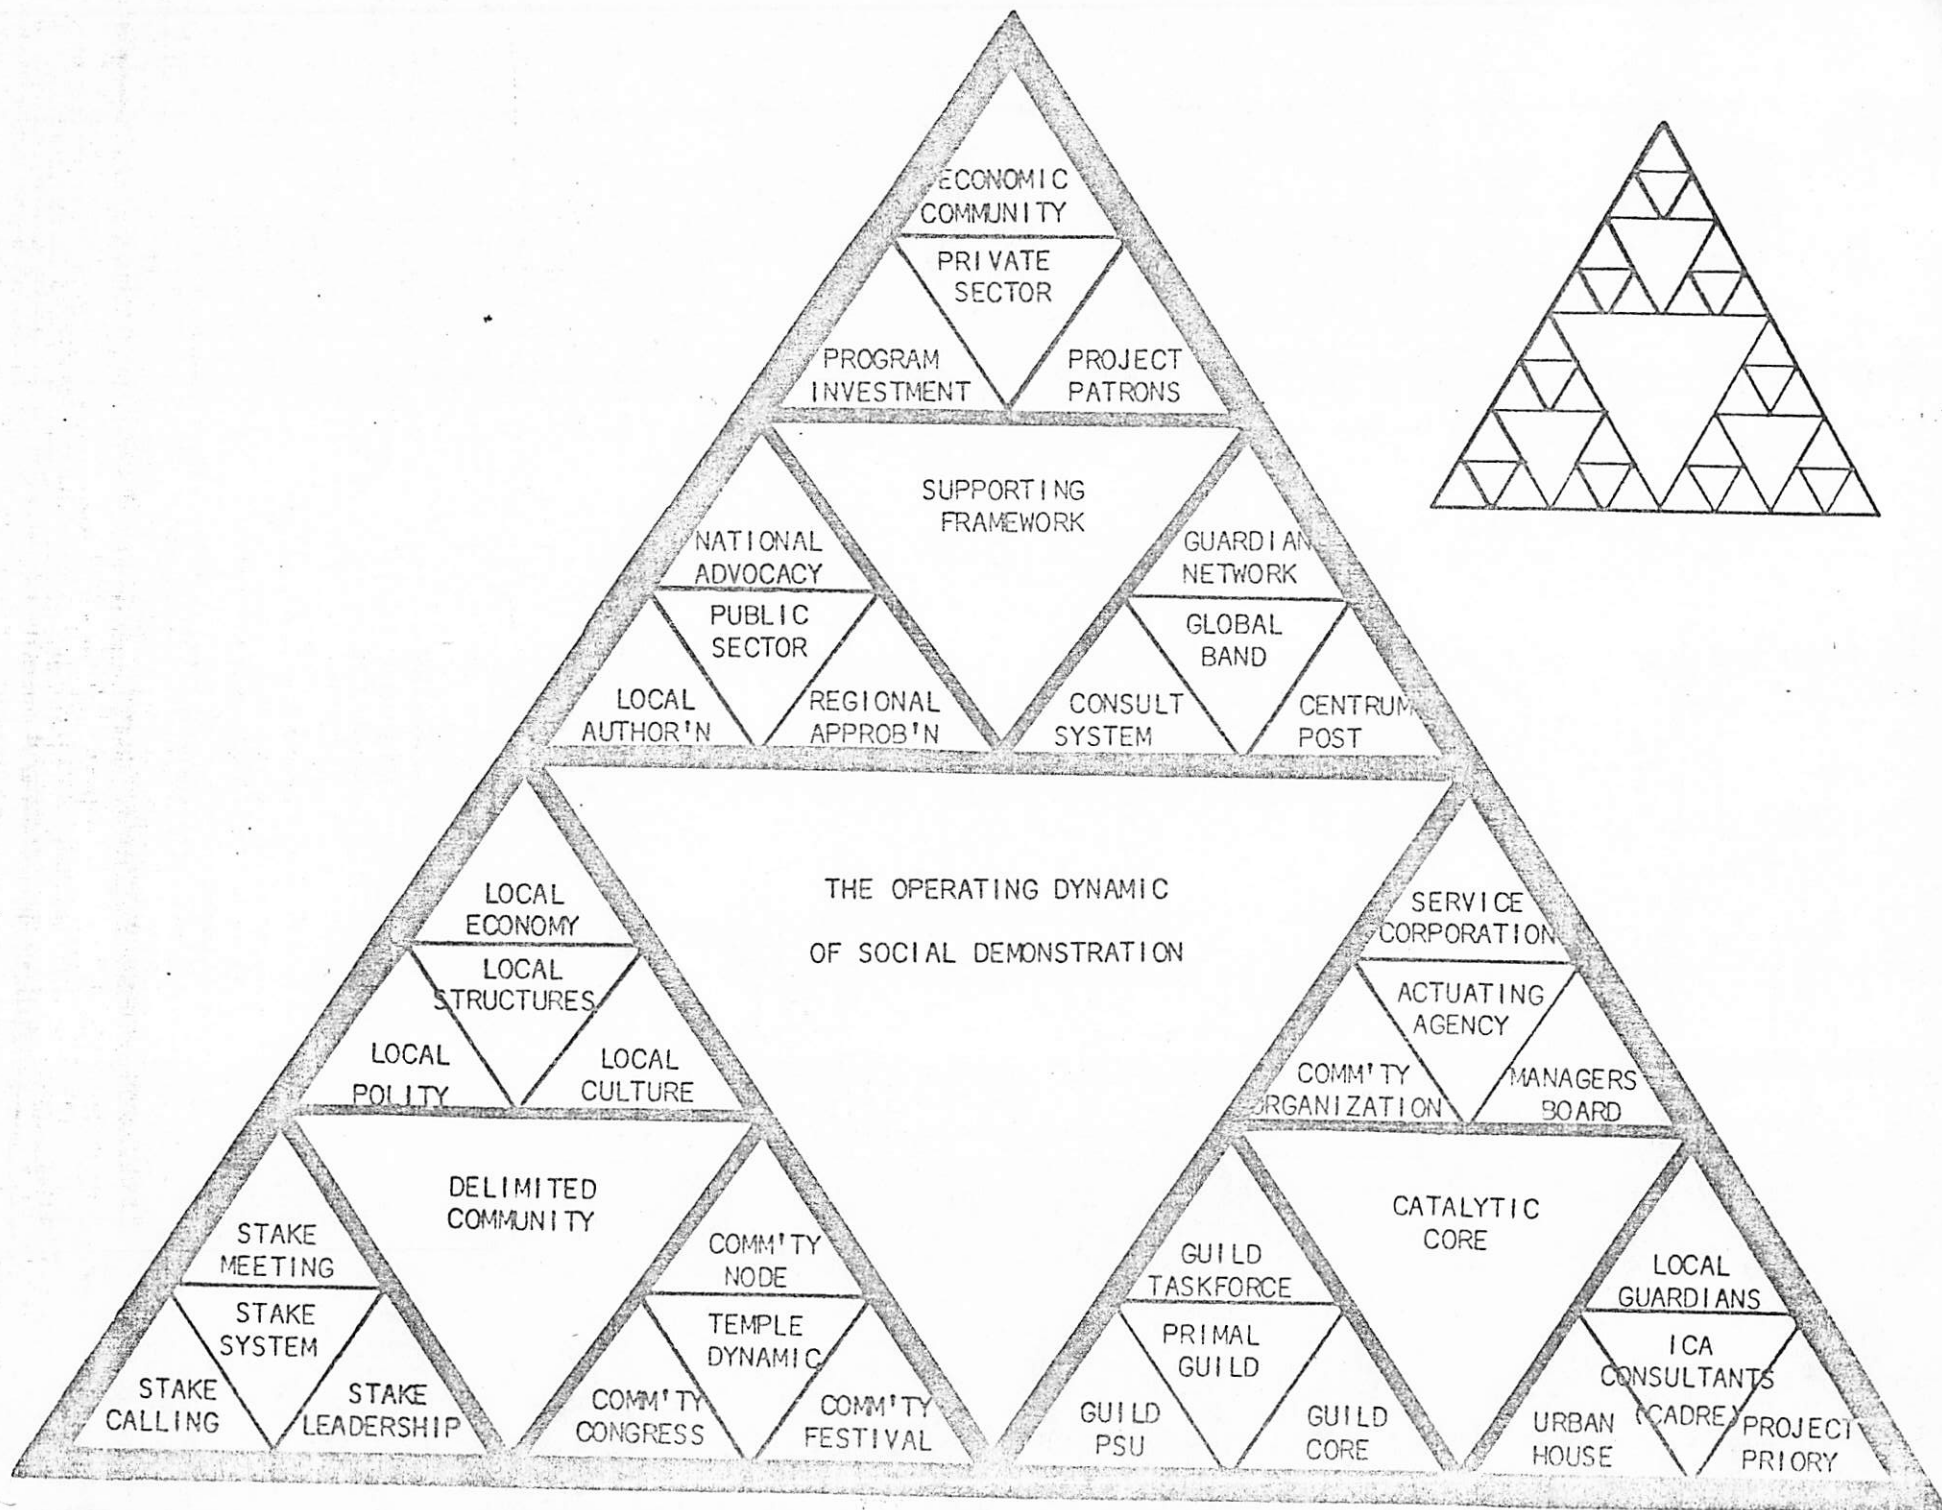 ECONOMIC
COMMUNITY
PRIVATE
SECTOR
PROGRAM
INVESTMENT
PROJECT
PATRONS
SUPPORTING
FRAMEWORK
NATIONAL
ADVOCACY
PUBLIC
SECTOR
LOCAL
AUTHOR'N
REGIONAL
APPROB'N
GUARDIAN
NETWORK
GLOBAL
BAND
CONSULT
SYSTEM
CENTRUM
POST
THE OPERATING DYNAMIC
OF SOCIAL DEMONSTRATION
LOCAL
ECONOMY
LOCAL
STRUCTURES
LOCAL
POLITY
LOCAL
CULTURE
DELIMITED
COMMUNITY
STAKE
MEETING
STAKE
SYSTEM
STAKE
CALLING
STAKE
LEADERSHIP
COMM'TY
NODE
TEMPLE
DYNAMIC
COMM'TY
CONGRESS
COMM'TY
FESTIVAL
SERVICE
CORPORATION
ACTUATING
AGENCY
COMM'TY
ORGANIZATION
MANAGERS
BOARD
CATALYTIC
CORE
GUILD
TASKFORCE
PRIMAL
GUILD
GUILD
PSU
GUILD
CORE
LOCAL
GUARDIANS
ICA
CONSULTANTS
(CADRE)
URBAN
HOUSE
PROJECT
PRIORY